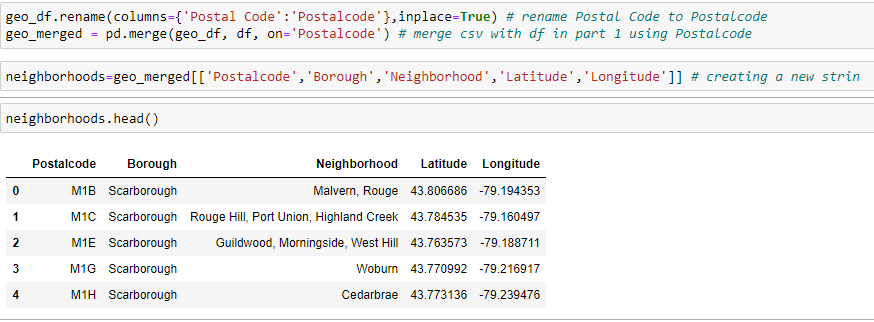 geo_df.rename(columns={'Postal Code':'Postalcode'},inplace=True) # rename Postal Code to Postalcode
geo_merged = pd.merge(geo_df, df, on='Postalcode') # merge csv with df in part 1 using Postalcode
neighborhoods=geo_merged[['Postalcode','Borough','Neighborhood','Latitude','Longitude']] # creating a new strin
neighborhoods.head()
Postalcode Borough Neighborhood Latitude Longitude
0 M1B Scarborough Malvern, Rouge 43.806686 -79.194353
1 M1C Scarborough Rouge Hill, Port Union, Highland Creek 43.784535 -79.160497
2 M1E Scarborough Guildwood, Morningside, West Hill 43.763573 -79.188711
3 M1G Scarborough Woburn 43.770992 -79.216917
4 M1H Scarborough Cedarbrae 43.773136 -79.239476